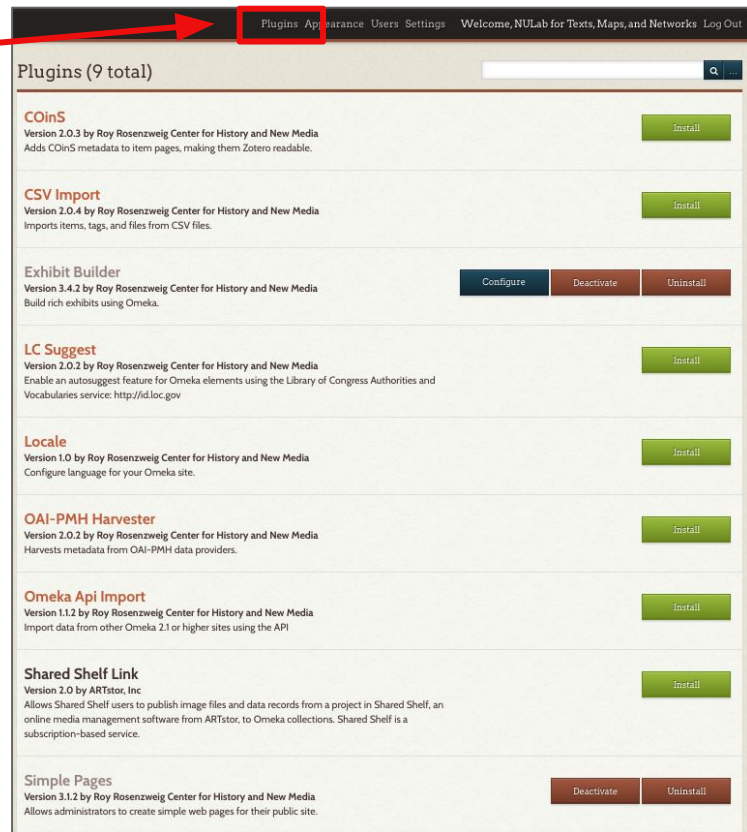 Plugins Appearance Users Settings Welcome, NULab for Texts, Maps, and Networks Log Out
Plugins (9 total)
...
COinS
Version 2.0.3 by Roy Rosenzweig Center for History and New Media
Adds COinS metadata to item pages, making them Zotero readable.
Install
CSV Import
Version 2.0.4 by Roy Rosenzweig Center for History and New Media
Imports items, tags, and files from CSV files.
Install
Exhibit Builder
Version 3.4.2 by Roy Rosenzweig Center for History and New Media
Build rich exhibits using Omeka.
Configure Deactivate Uninstall
LC Suggest
Version 2.0.2 by Roy Rosenzweig Center for History and New Media
Enable an autosuggest feature for Omeka elements using the Library of Congress Authorities and
Vocabularies service: http://id.loc.gov
Install
Locale
Version 1.0 by Roy Rosenzweig Center for History and New Media
Configure language for your Omeka site.
Install
OAI-PMH Harvester
Version 2.0.2 by Roy Rosenzweig Center for History and New Media
Harvests metadata from OAI-PMH data providers.
Install
Omeka Api Import
Version 1.1.2 by Roy Rosenzweig Center for History and New Media
Import data from other Omeka 2.1 or higher sites using the API
Install
Shared Shelf Link
Version 2.0 by ARTstor, Inc
Allows Shared Shelf users to publish image files and data records from a project in Shared Shelf, an
online media management software from ARTstor, to Omeka collections. Shared Shelf is a
subscription-based service.
Install
Simple Pages
Version 3.1.2 by Roy Rosenzweig Center for History and New Media
Allows administrators to create simple web pages for their public site.
Deactivate Uninstall